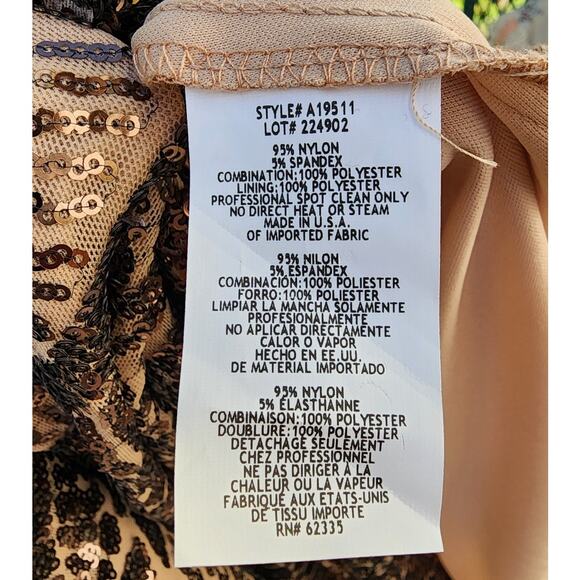 STYLE# A19511
LOT# 224902
95% NYLON
5% SPANDEX
COMBINATION:100% POLYESTER
LINING:100% POLYESTER
PROFESSIONAL SPOT CLEAN ONLY
NO DIRECT HEAT OR STEAM
MADE IN U.S.A.
OF IMPORTED FABRIC
95% NILON
5% ESPANDEX
COMBINACIÓN:100% POLIESTER
FORRO:100% POLIESTER
LIMPIAR LA MANCHA SOLAMENTE
PROFESIONALMENTE
NO APLICAR DIRECTAMENTE
CALOR O VAPOR
HECHO EN EE.UU.
DE MATERIAL IMPORTADO
95% NYLON
5% ÉLASTHANNE
COMBINAISON:100% POLYESTER
DOUBLURE:100% POLYESTER
DETACHAGE SEULEMENT
CHEZ PROFESSIONNEL
NE PAS DIRIGER À LA
CHALEUR OU LA VAPEUR
FABRIQUÉ AUX ETATS-UNIS
DE TISSU IMPORTE
RN# 62335